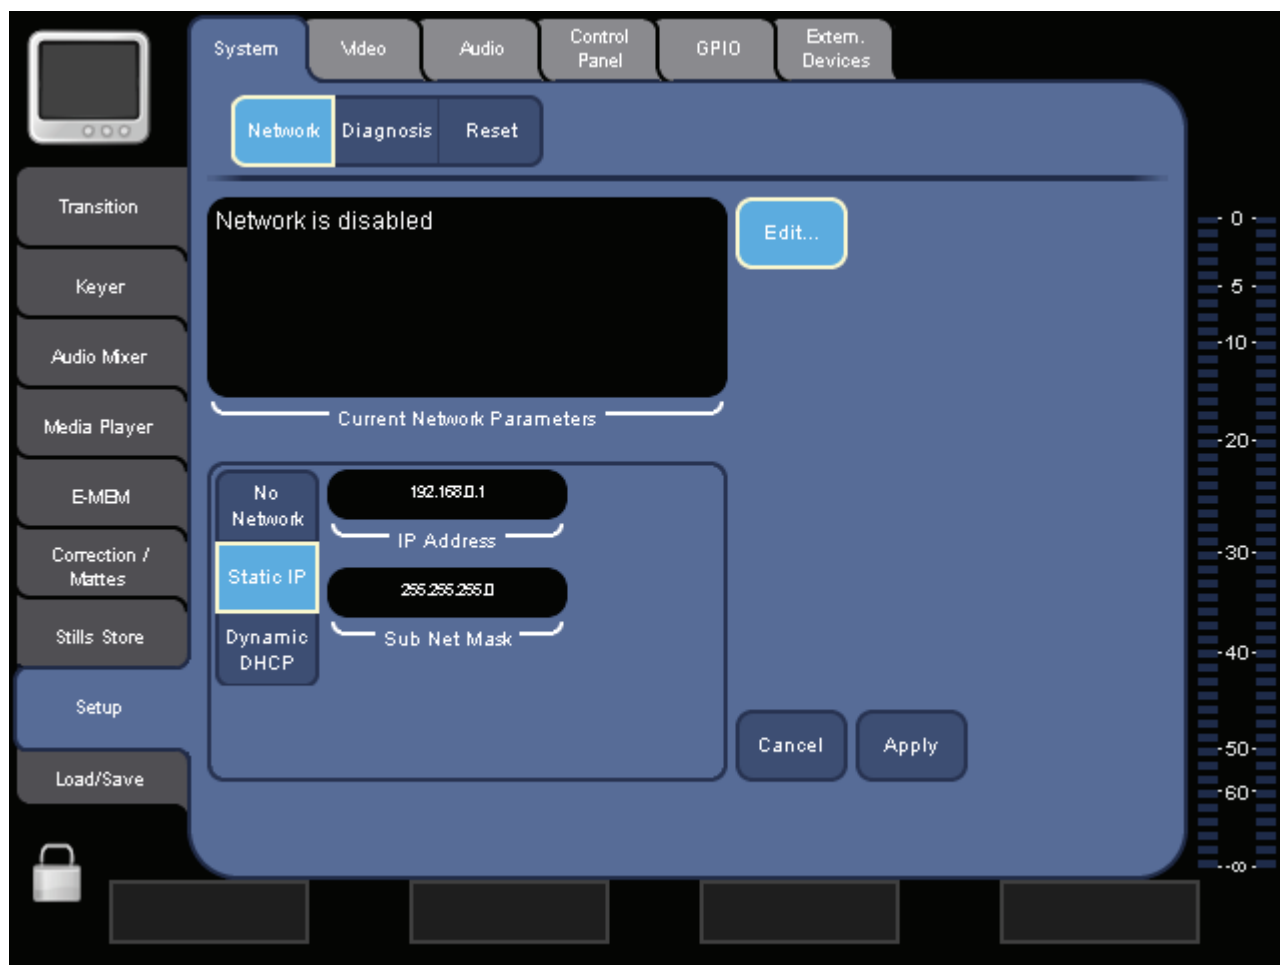 System
Video
Audio
Control
Panel
GPIO
Extern.
Devices
Network
Diagnosis
Reset
Transition
Keyer
Audio Mixer
Media Player
E-MEM
Correction /
Mattes
Stills Store
Setup
Load/Save
Network is disabled
Edit...
Current Network Parameters
No
Network
Static IP
Dynamic
DHCP
192.168.0.1
IP Address
255.255.255.0
Sub Net Mask
Cancel
Apply
- 0 -
- 5 -
-10-
-20-
-30-
-40-
-50-
-60-
--∞-